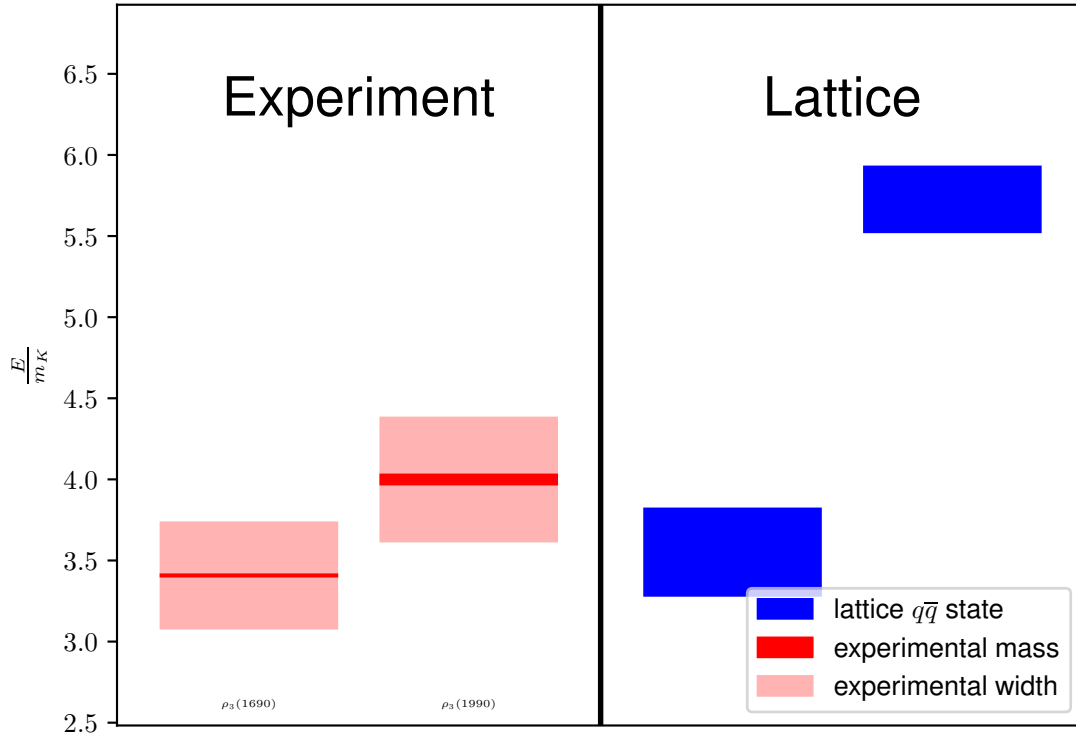 Experiment
Lattice
6.5
6.0
5.5
5.0
4.5
4.0
3.5
3.0
2.5
E/m_K
ρ₃(1690)
ρ₃(1990)
lattice qq̅ state
experimental mass
experimental width